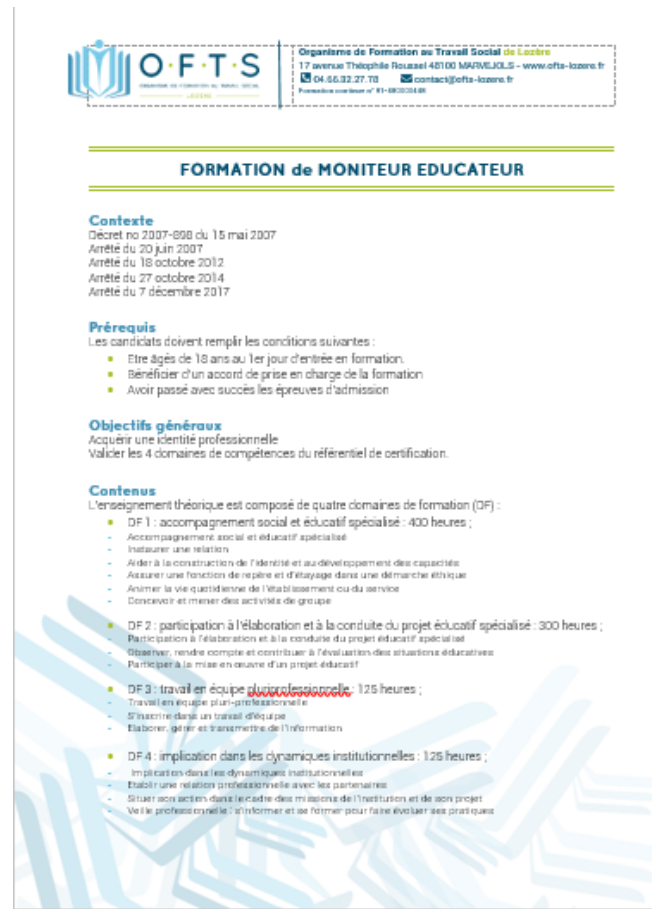 O·F·T·S
ORGANISME DE FORMATION AU TRAVAIL SOCIAL
LOZÈRE
Organisme de Formation au Travail Social de Lozère
17 avenue Théophile Roussel 48100 MARVEJOLS - www.ofts-lozere.fr
04.66.32.27.78 contact@ofts-lozere.fr
Formation continue n°
FORMATION de MONITEUR EDUCATEUR
Contexte
Décret no 2007-898 du 15 mai 2007
Arrêté du 20 juin 2007
Arrêté du 18 octobre 2012
Arrêté du 27 octobre 2014
Arrêté du 7 décembre 2017
Prérequis
Les candidats doivent remplir les conditions suivantes :
Etre âgés de 18 ans au 1er jour d'entrée en formation.
Bénéficier d'un accord de prise en charge de la formation
Avoir passé avec succès les épreuves d'admission
Objectifs généraux
Acquérir une identité professionnelle
Valider les 4 domaines de compétences du référentiel de certification.
Contenus
L'enseignement théorique est composé de quatre domaines de formation (DF) :
DF 1 : accompagnement social et éducatif spécialisé : 400 heures ;
- Accompagnement social et éducatif spécialisé
- Instaurer une relation
- Aider à la construction de l'identité et au développement des capacités
- Assurer une fonction de repère et d'étayage dans une démarche éthique
- Animer la vie quotidienne de l'établissement ou du service
- Concevoir et mener des activités de groupe
DF 2 : participation à l'élaboration et à la conduite du projet éducatif spécialisé : 300 heures ;
- Participation à l'élaboration et à la conduite du projet éducatif spécialisé
- Observer, rendre compte et contribuer à l'évaluation des situations éducatives
- Participer à la mise en œuvre d'un projet éducatif
DF 3 : travail en équipe pluriprofessionnelle : 125 heures ;
- Travail en équipe pluri-professionnelle
- S'inscrire dans un travail d'équipe
- Elaborer, gérer et transmettre de l'information
DF 4 : implication dans les dynamiques institutionnelles : 125 heures ;
- Implication dans les dynamiques institutionnelles
- Etablir une relation professionnelle avec les partenaires
- Situer son action dans le cadre des missions de l'institution et de son projet
- Veille professionnelle : s'informer et se former pour faire évoluer ses pratiques